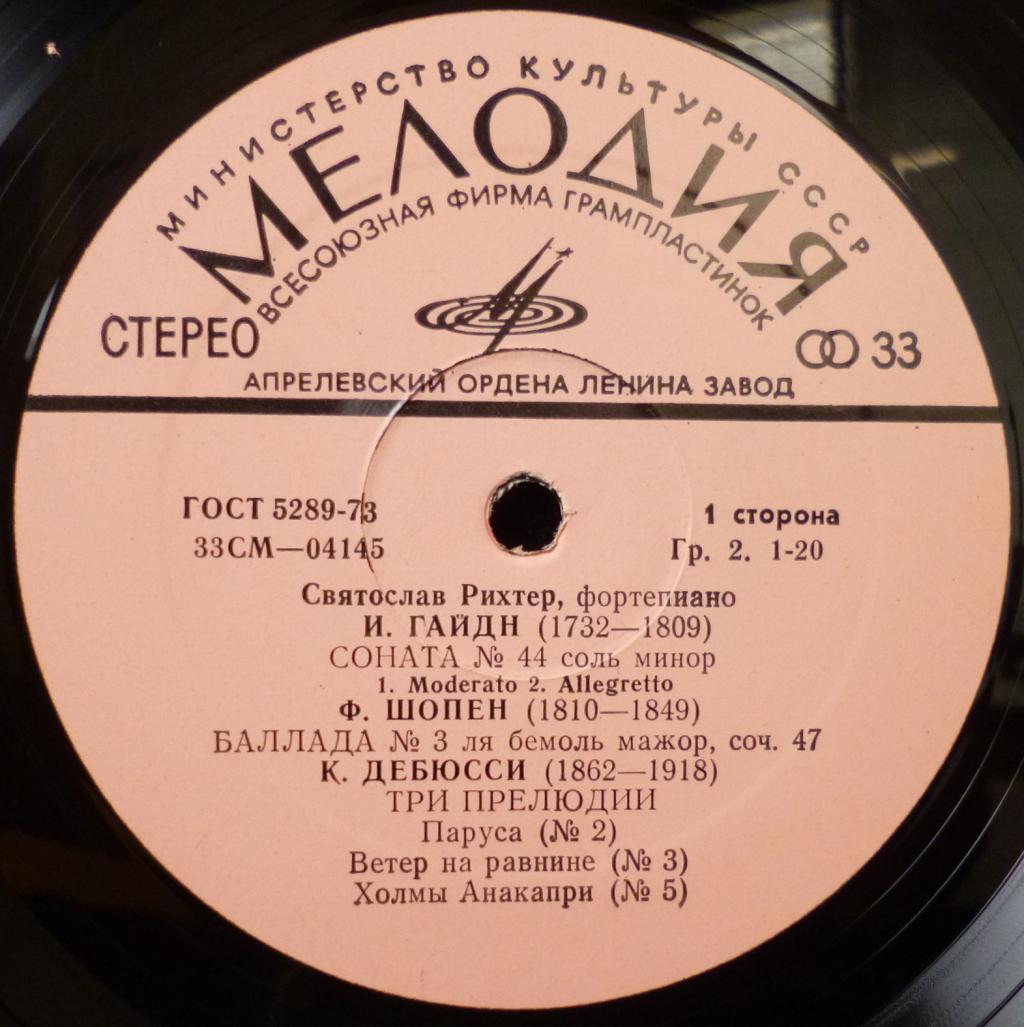 МИНИСТЕРСТВО КУЛЬТУРЫ СССР
МЕЛОДИЯ
ВСЕСОЮЗНАЯ ФИРМА ГРАМПЛАСТИНОК
СТЕРЕО
33
АПРЕЛЕВСКИЙ ОРДЕНА ЛЕНИНА ЗАВОД
ГОСТ 5289-73
1 сторона
33СМ—04145
Гр. 2. 1-20
Святослав Рихтер, фортепиано
И. ГАЙДН (1732—1809)
СОНАТА № 44 соль минор
1. Moderato 2. Allegretto
Ф. ШОПЕН (1810—1849)
БАЛЛАДА № 3 ля бемоль мажор, соч. 47
К. ДЕБЮССИ (1862—1918)
ТРИ ПРЕЛЮДИИ
Паруса (№ 2)
Ветер на равнине (№ 3)
Холмы Анакапри (№ 5)